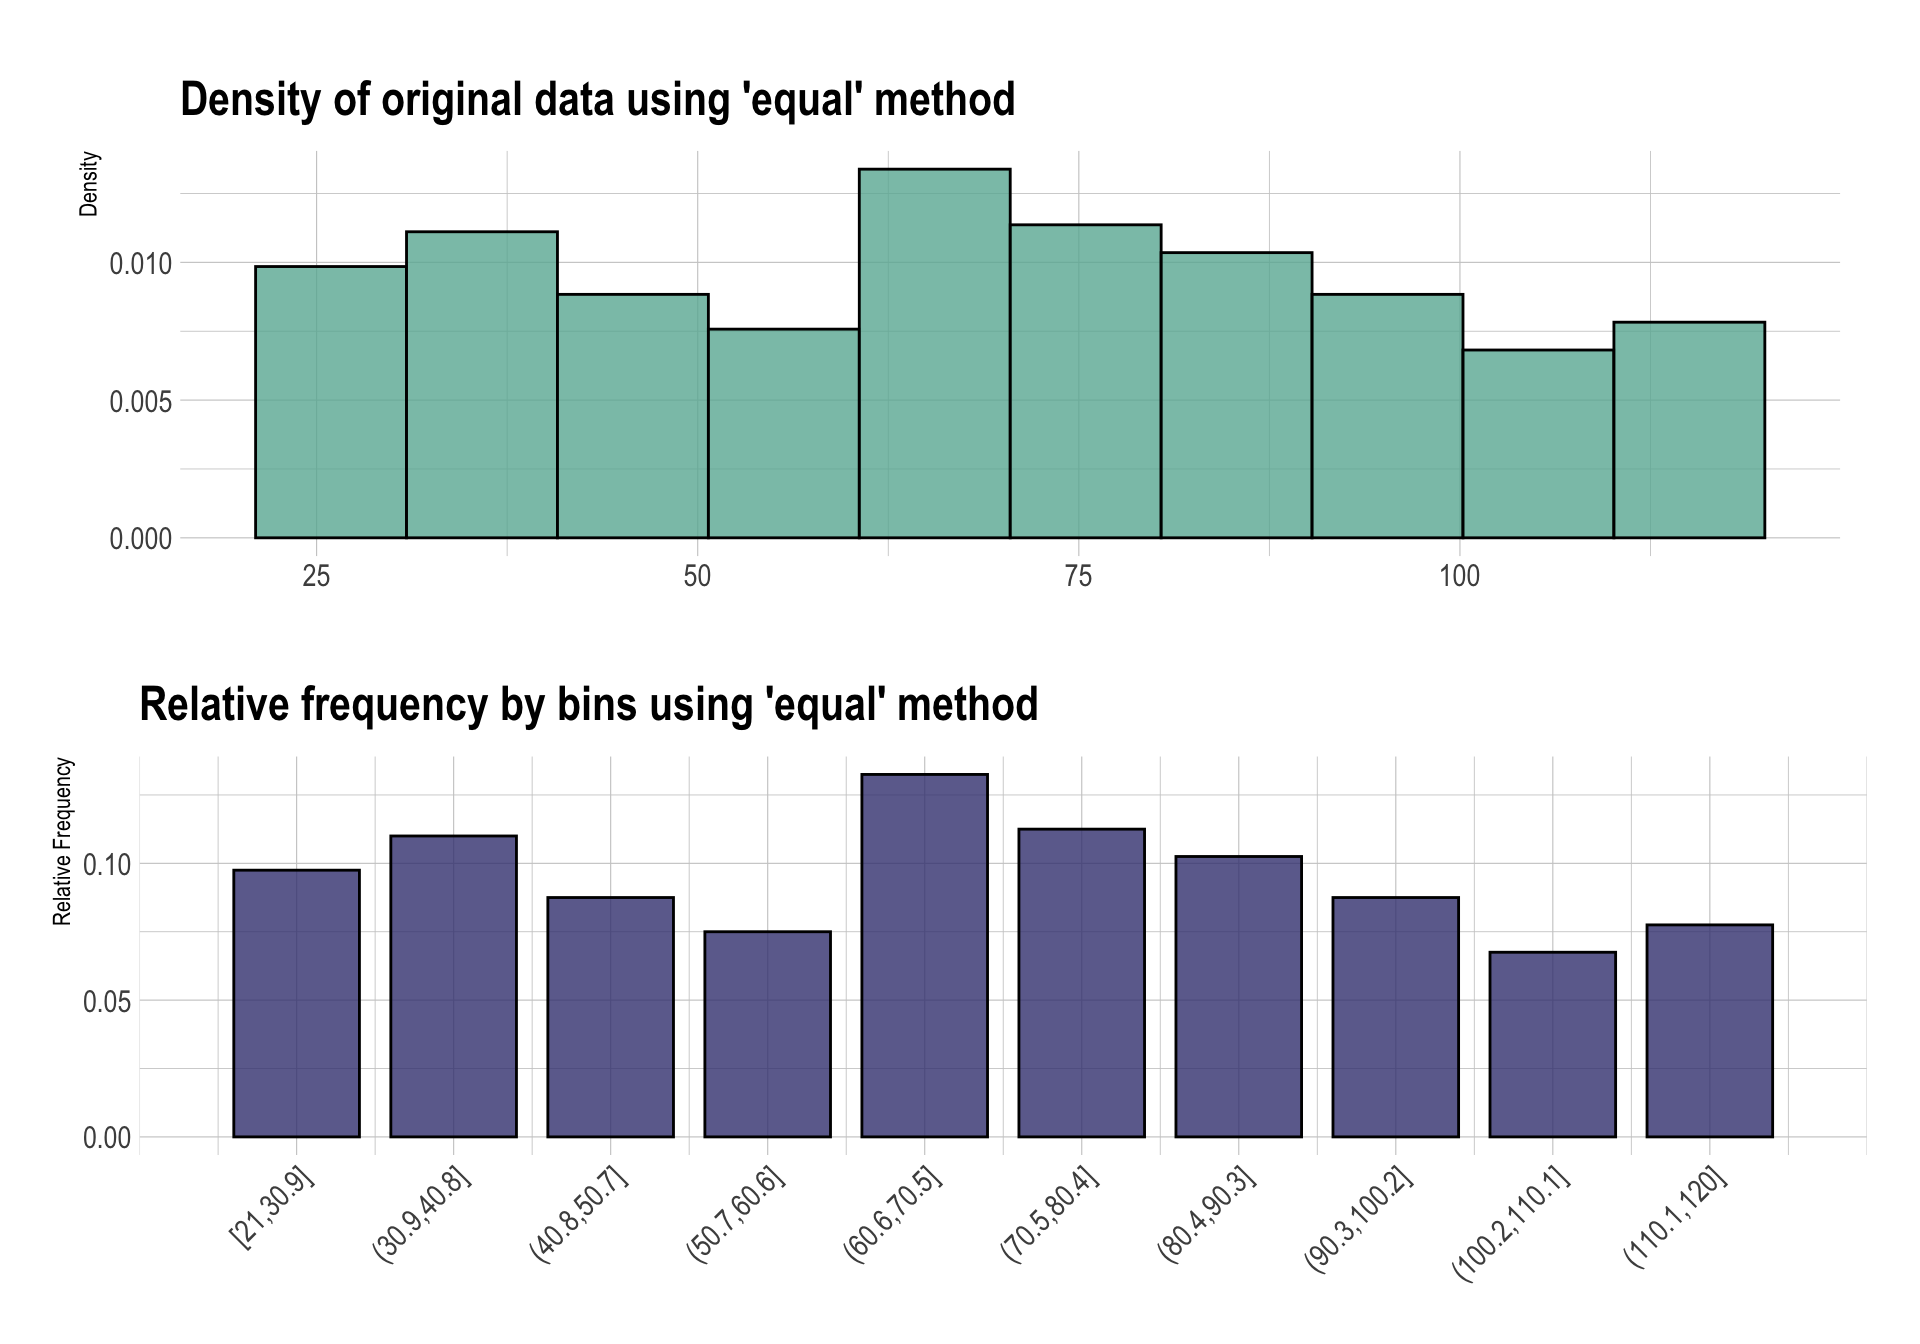 Density of original data using 'equal' method
Density
0.010
0.005
0.000
25 50 75 100
Relative frequency by bins using 'equal' method
Relative Frequency
0.10
0.05
0.00
[21,30.9] (30.9,40.8] (40.8,50.7] (50.7,60.6] (60.6,70.5] (70.5,80.4] (80.4,90.3] (90.3,100.2] (100.2,110.1] (110.1,120]